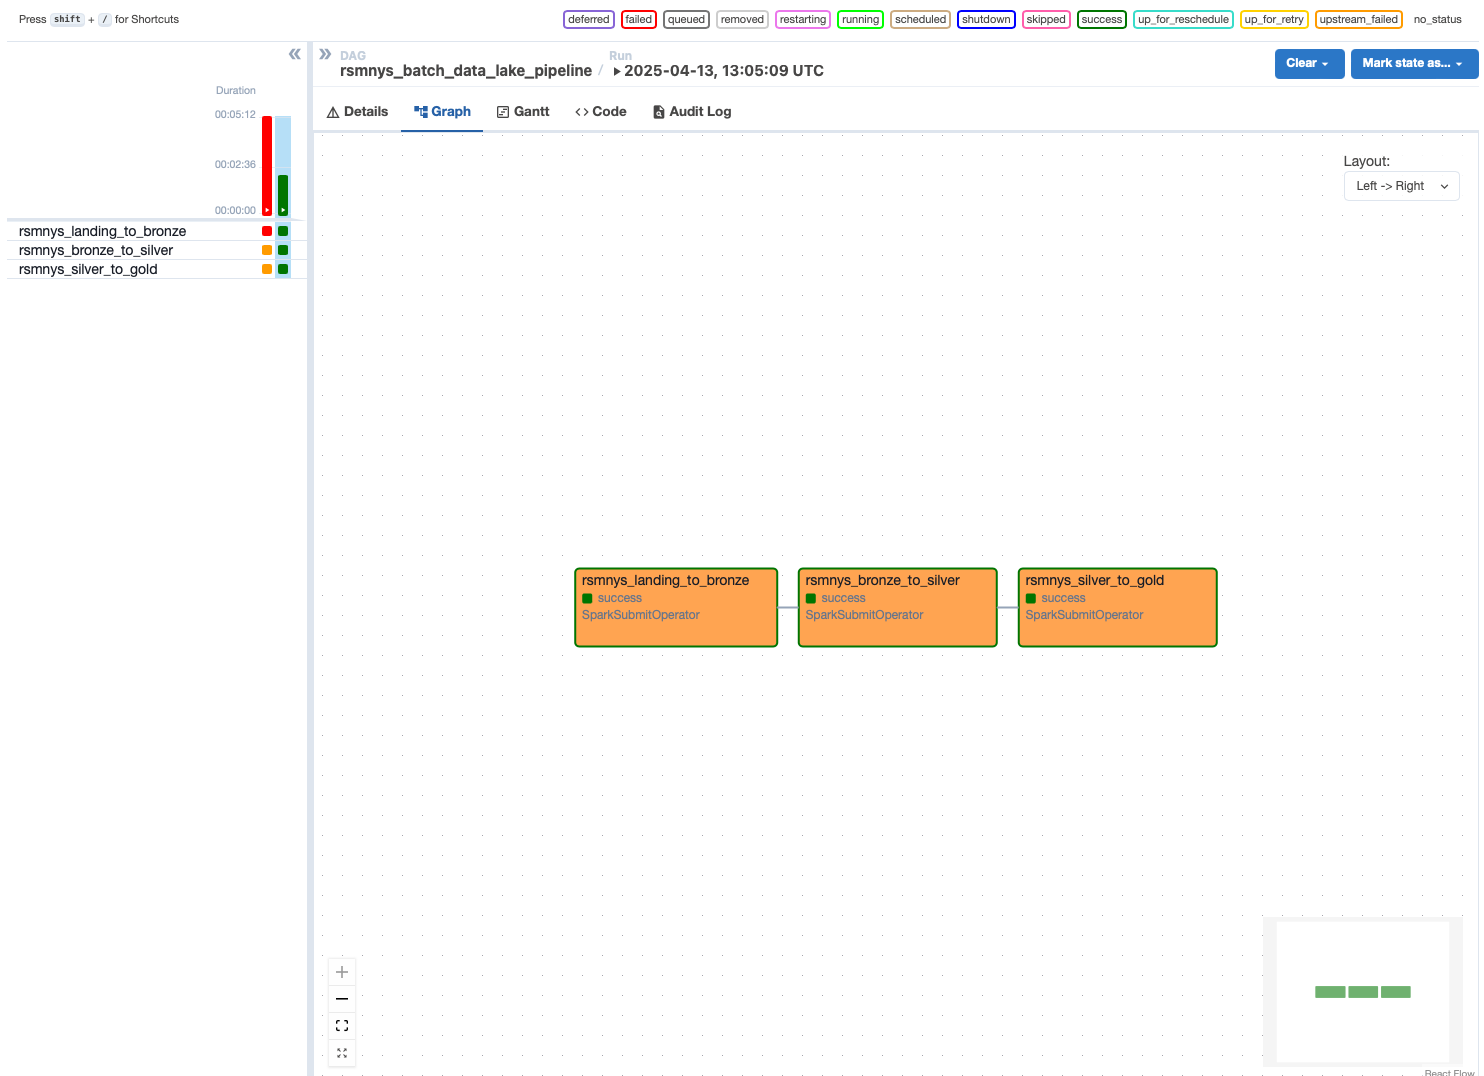 Press shift + / for Shortcuts
deferred failed queued removed restarting running scheduled shutdown skipped success up_for_reschedule up_for_retry upstream_failed no_status
DAG
rsmnys_batch_data_lake_pipeline /
Run
2025-04-13, 13:05:09 UTC
Clear
Mark state as...
Details
Graph
Gantt
Code
Audit Log
Duration
00:05:12
00:02:36
00:00:00
rsmnys_landing_to_bronze
rsmnys_bronze_to_silver
rsmnys_silver_to_gold
Layout:
Left -> Right
rsmnys_landing_to_bronze
success
SparkSubmitOperator
rsmnys_bronze_to_silver
success
SparkSubmitOperator
rsmnys_silver_to_gold
success
SparkSubmitOperator
React Flow